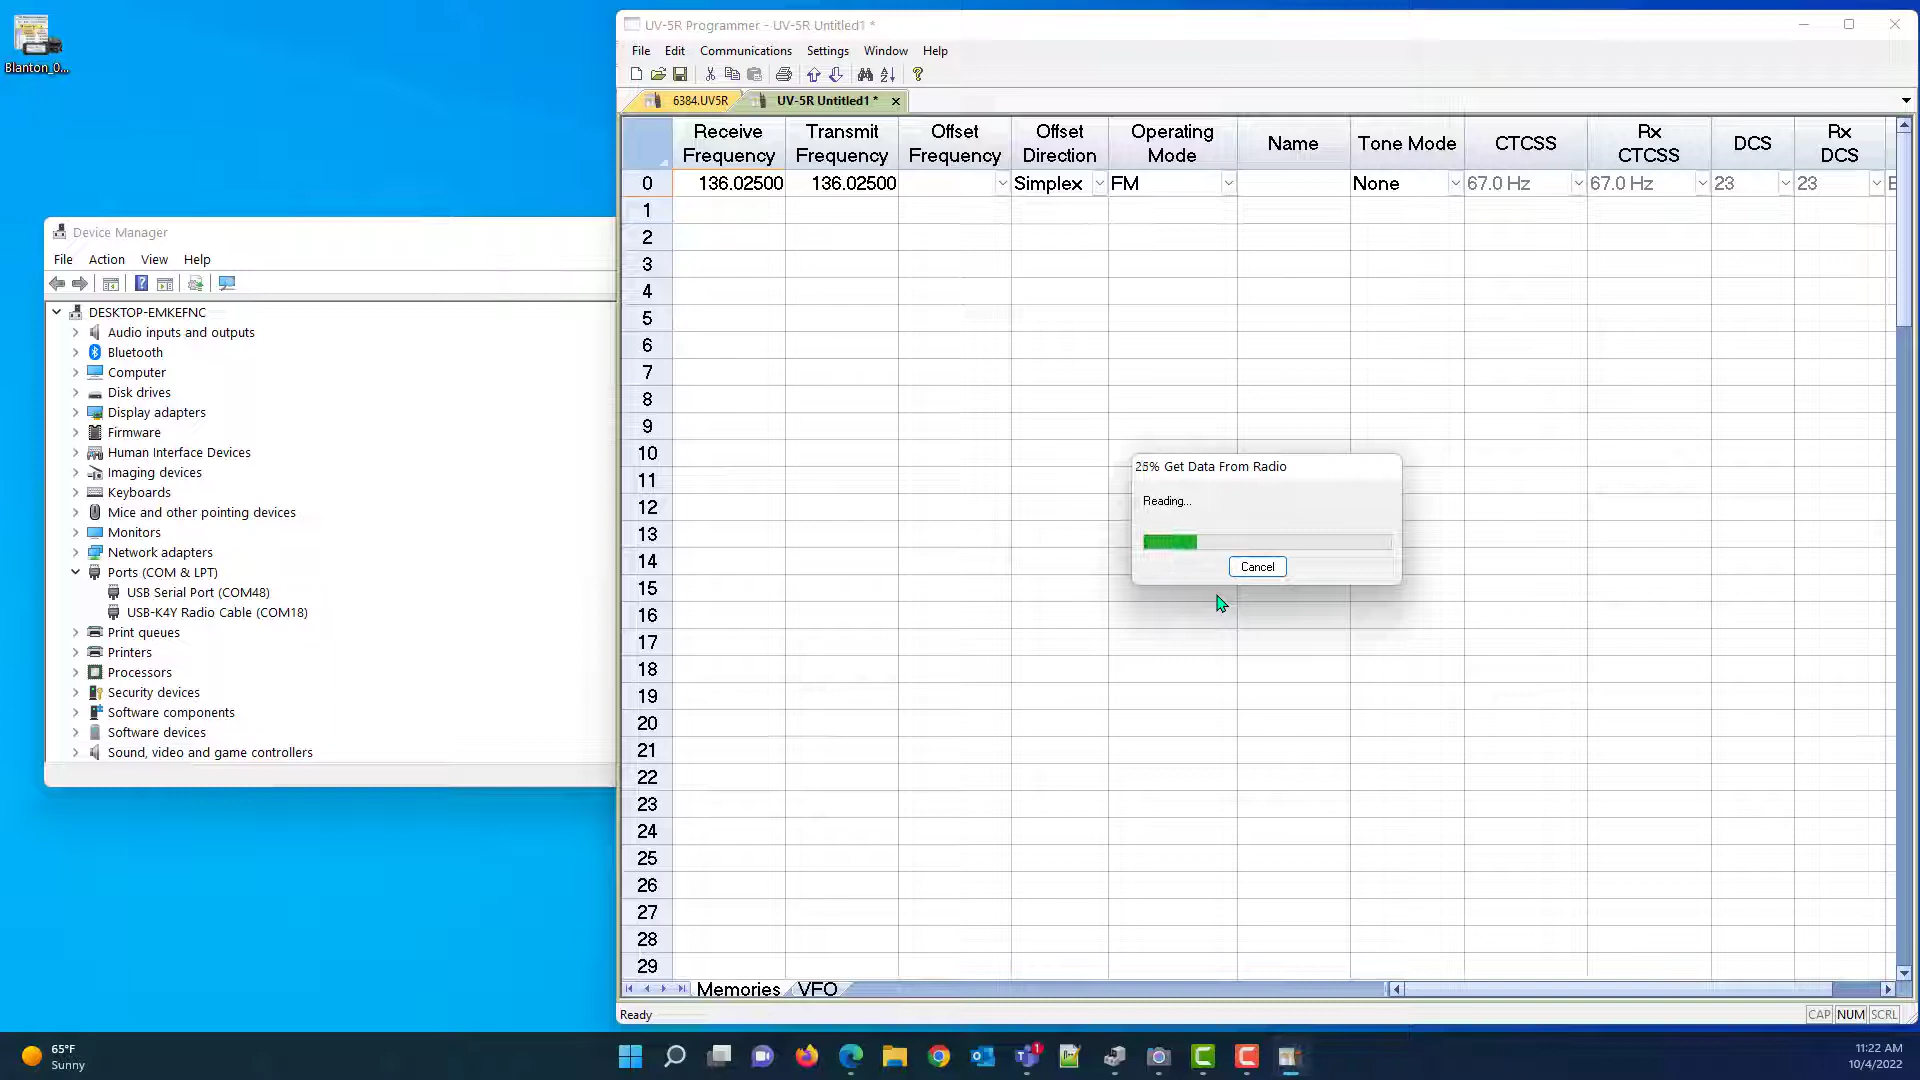 Blanton_0...
UV-5R Programmer - UV-5R Untitled1 *
File Edit Communications Settings Window Help
6384.UV5R
UV-5R Untitled1 *
Receive Frequency
Transmit Frequency
Offset Frequency
Offset Direction
Operating Mode
Name
Tone Mode
CTCSS
Rx CTCSS
DCS
Rx DCS
0 136.02500 136.02500 Simplex FM None 67.0 Hz 67.0 Hz 23 23
1
2
3
4
5
6
7
8
9
10
11
12
13
14
15
16
17
18
19
20
21
22
23
24
25
26
27
28
29
Memories VFO
Ready
CAP NUM SCRL
25% Get Data From Radio
Reading...
Cancel
Device Manager
File Action View Help
DESKTOP-EMKEFNC
Audio inputs and outputs
Bluetooth
Computer
Disk drives
Display adapters
Firmware
Human Interface Devices
Imaging devices
Keyboards
Mice and other pointing devices
Monitors
Network adapters
Ports (COM & LPT)
USB Serial Port (COM48)
USB-K4Y Radio Cable (COM18)
Print queues
Printers
Processors
Security devices
Software components
Software devices
Sound, video and game controllers
65°F
Sunny
1
11:22 AM
10/4/2022